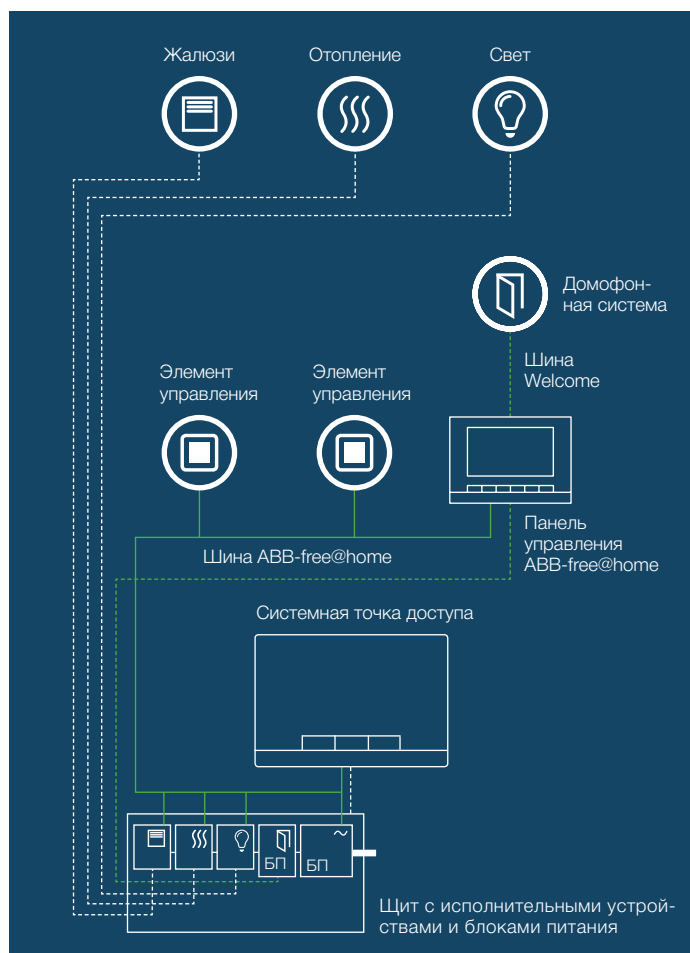 Жалюзи
Отопление
Свет
Домофон-
ная система
Шина
Welcome
Элемент
управления
Элемент
управления
Панель
управления
ABB-free@home
Шина ABB-free@home
Системная точка доступа
БП
БП
Щит с исполнительными устрой-
ствами и блоками питания